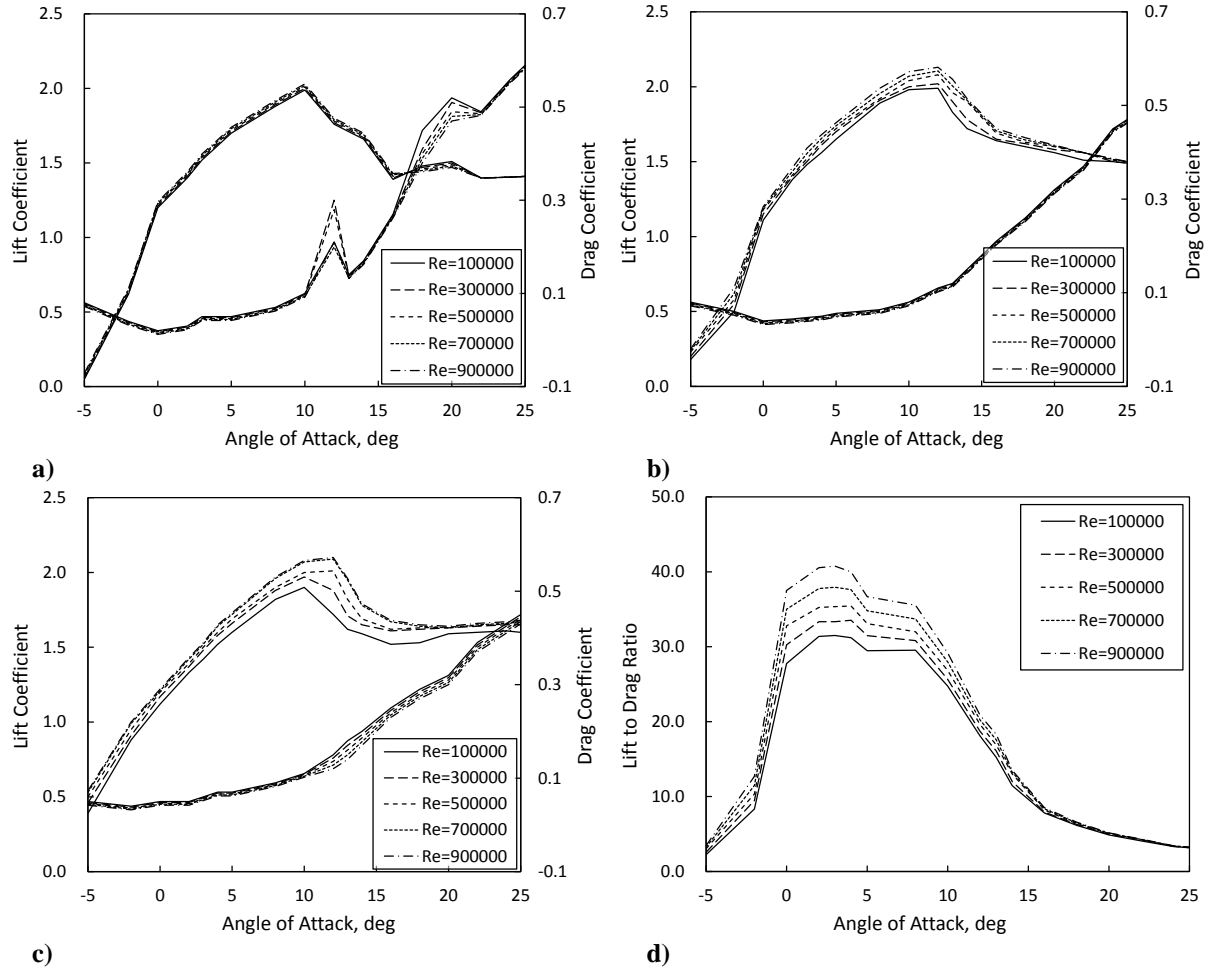 2.5
2.0
1.5
1.0
0.5
0.0
Lift Coefficient
0.7
0.5
0.3
0.1
-0.1
Drag Coefficient
Re=100000
Re=300000
Re=500000
Re=700000
Re=900000
-5 0 5 10 15 20 25
Angle of Attack, deg
a)
2.5
2.0
1.5
1.0
0.5
0.0
Lift Coefficient
0.7
0.5
0.3
0.1
-0.1
Drag Coefficient
Re=100000
Re=300000
Re=500000
Re=700000
Re=900000
-5 0 5 10 15 20 25
Angle of Attack, deg
b)
2.5
2.0
1.5
1.0
0.5
0.0
Lift Coefficient
0.7
0.5
0.3
0.1
-0.1
Drag Coefficient
Re=100000
Re=300000
Re=500000
Re=700000
Re=900000
-5 0 5 10 15 20 25
Angle of Attack, deg
c)
50.0
40.0
30.0
20.0
10.0
0.0
Lift to Drag Ratio
Re=100000
Re=300000
Re=500000
Re=700000
Re=900000
-5 0 5 10 15 20 25
Angle of Attack, deg
d)